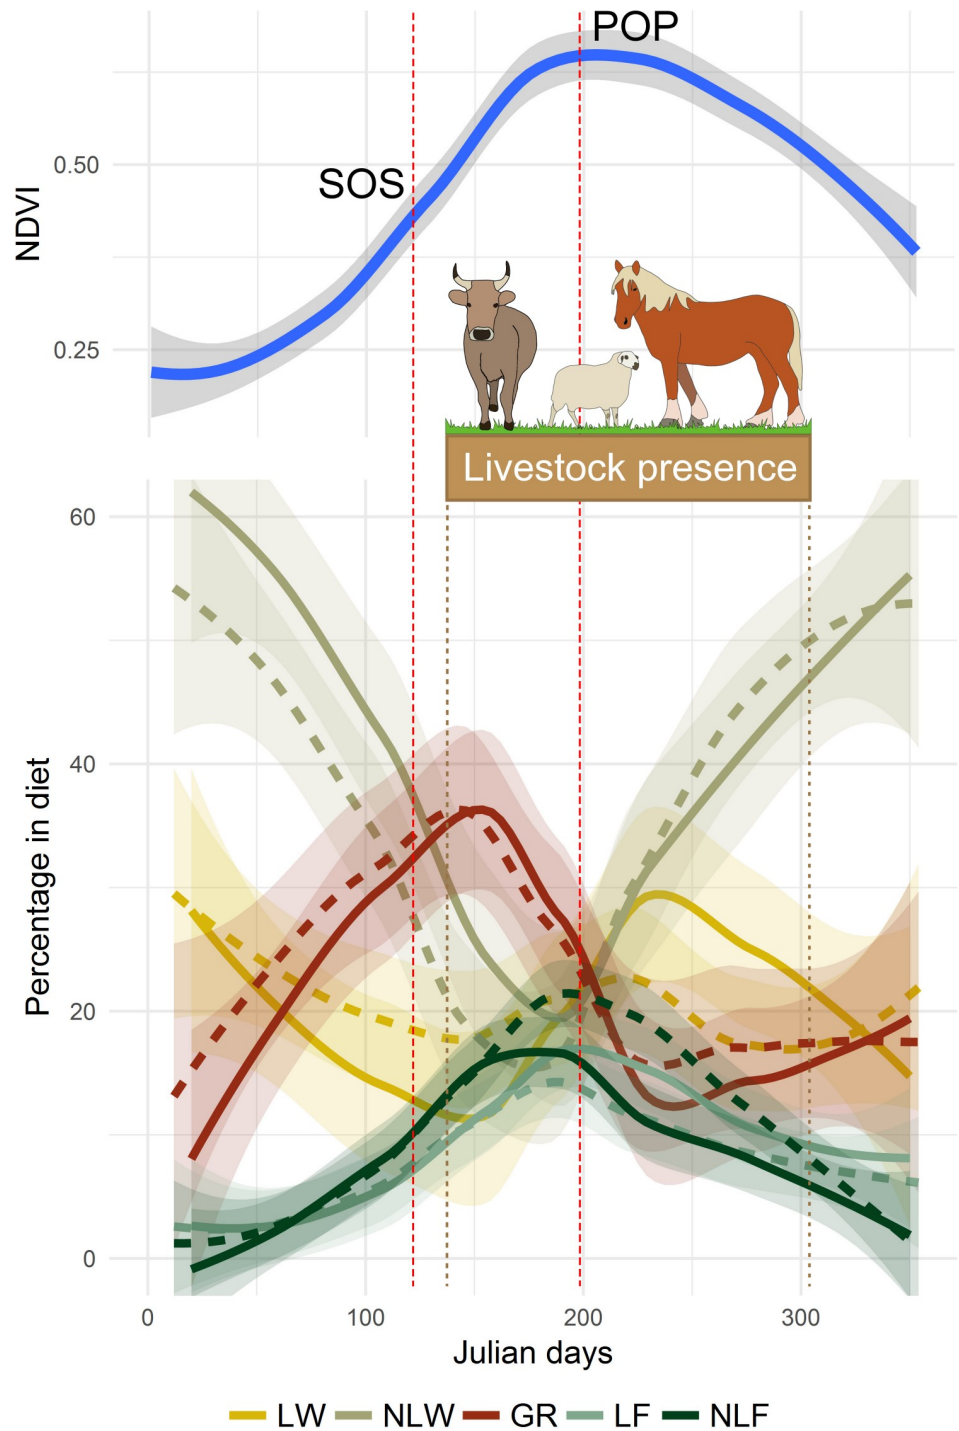 POP
SOS
NDVI
0.50
0.25
Livestock presence
Percentage in diet
60
40
20
0
0 100 200 300
Julian days
LW NLW GR LF NLF